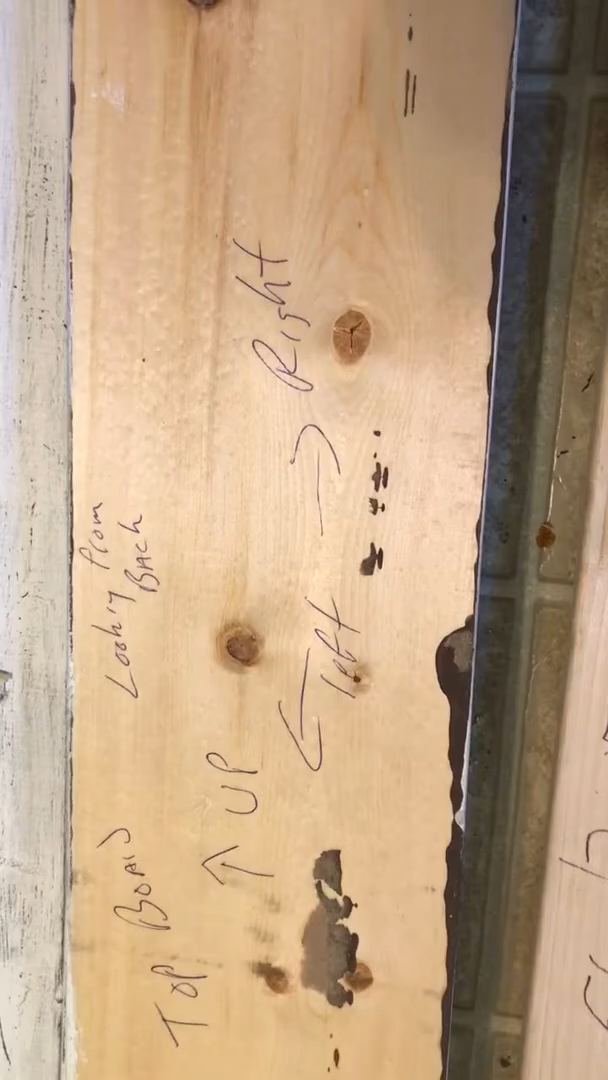 Looking From
Back
Top Board
↑ UP
← left → Right